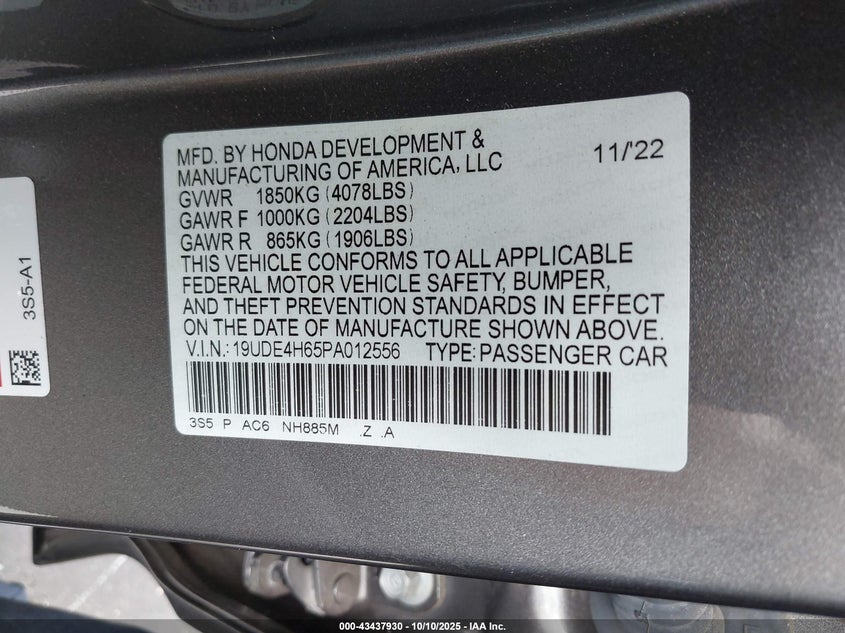 MFD. BY HONDA DEVELOPMENT & 11/'22
MANUFACTURING OF AMERICA, LLC
GVWR 1850KG (4078LBS)
GAWR F 1000KG (2204LBS)
GAWR R 865KG (1906LBS)
THIS VEHICLE CONFORMS TO ALL APPLICABLE
FEDERAL MOTOR VEHICLE SAFETY, BUMPER,
AND THEFT PREVENTION STANDARDS IN EFFECT
ON THE DATE OF MANUFACTURE SHOWN ABOVE.
V.I.N.: 19UDE4H65PA012556 TYPE: PASSENGER CAR
3S5 P AC6 NH885M .Z .A
3S5-A1
000-43437930 - 10/10/2025 - IAA Inc.